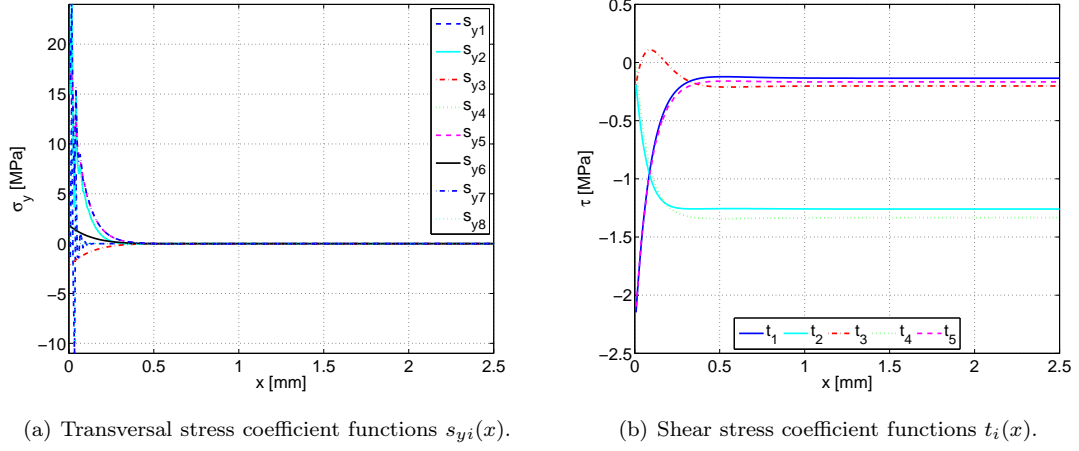 20
15
10
5
0
−5
−10
σy [MPa]
0 0.5 1 1.5 2 2.5
x [mm]
sy1
sy2
sy3
sy4
sy5
sy6
sy7
sy8
(a) Transversal stress coefficient functions syi(x).
0
−0.5
−1
−1.5
−2
−2.5
τ [MPa]
t1 t2 t3 t4 t5
0 0.5 1 1.5 2 2.5
x [mm]
(b) Shear stress coefficient functions ti(x).